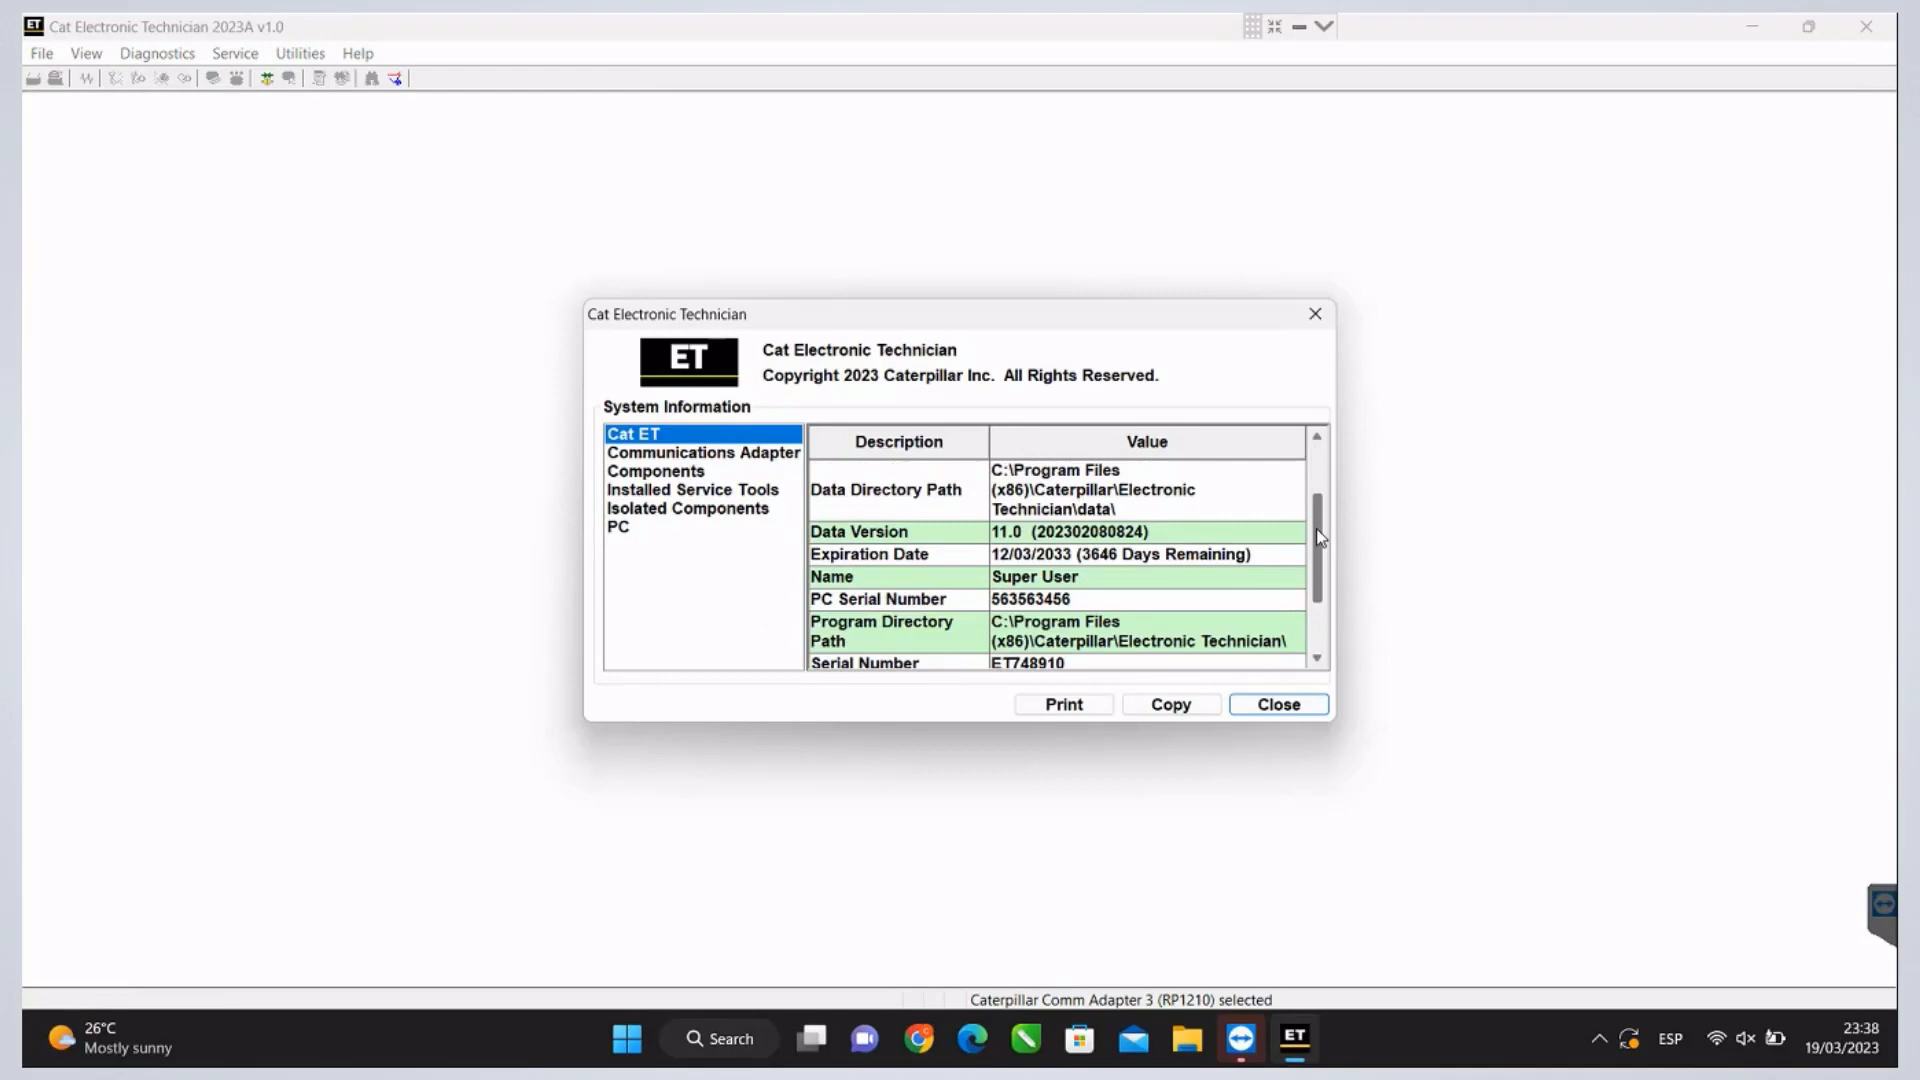 ET Cat Electronic Technician 2023A v1.0
File View Diagnostics Service Utilities Help
Cat Electronic Technician
ET
Cat Electronic Technician
Copyright 2023 Caterpillar Inc. All Rights Reserved.
System Information
Cat ET
Communications Adapter
Components
Installed Service Tools
Isolated Components
PC
Description Value
Data Directory Path C:\Program Files
(x86)\Caterpillar\Electronic
Technician\data\
Data Version 11.0 (202302080824)
Expiration Date 12/03/2033 (3646 Days Remaining)
Name Super User
PC Serial Number 563563456
Program Directory C:\Program Files
Path (x86)\Caterpillar\Electronic Technician\
Serial Number ET748910
Print Copy Close
Caterpillar Comm Adapter 3 (RP1210) selected
26°C
Mostly sunny
Search
ET
ESP
23:38
19/03/2023